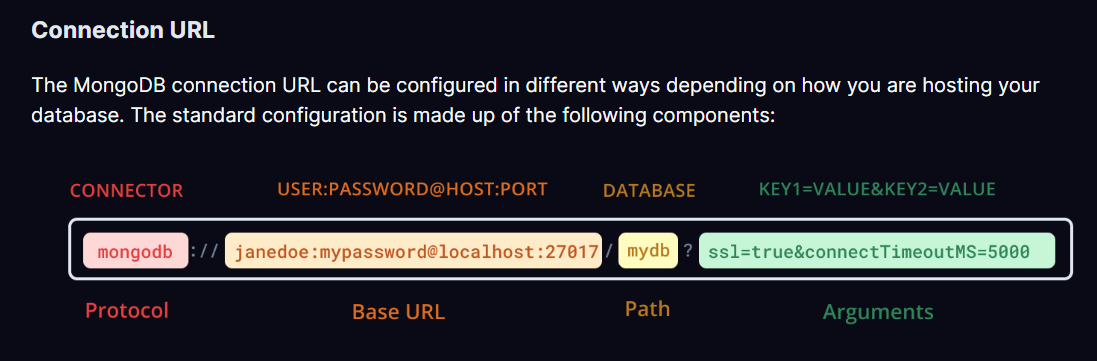 Connection URL
The MongoDB connection URL can be configured in different ways depending on how you are hosting your
database. The standard configuration is made up of the following components:
CONNECTOR USER:PASSWORD@HOST:PORT DATABASE KEY1=VALUE&KEY2=VALUE
mongodb://janedoe:mypassword@localhost:27017/mydb?ssl=true&connectTimeoutMS=5000
Protocol Base URL Path Arguments